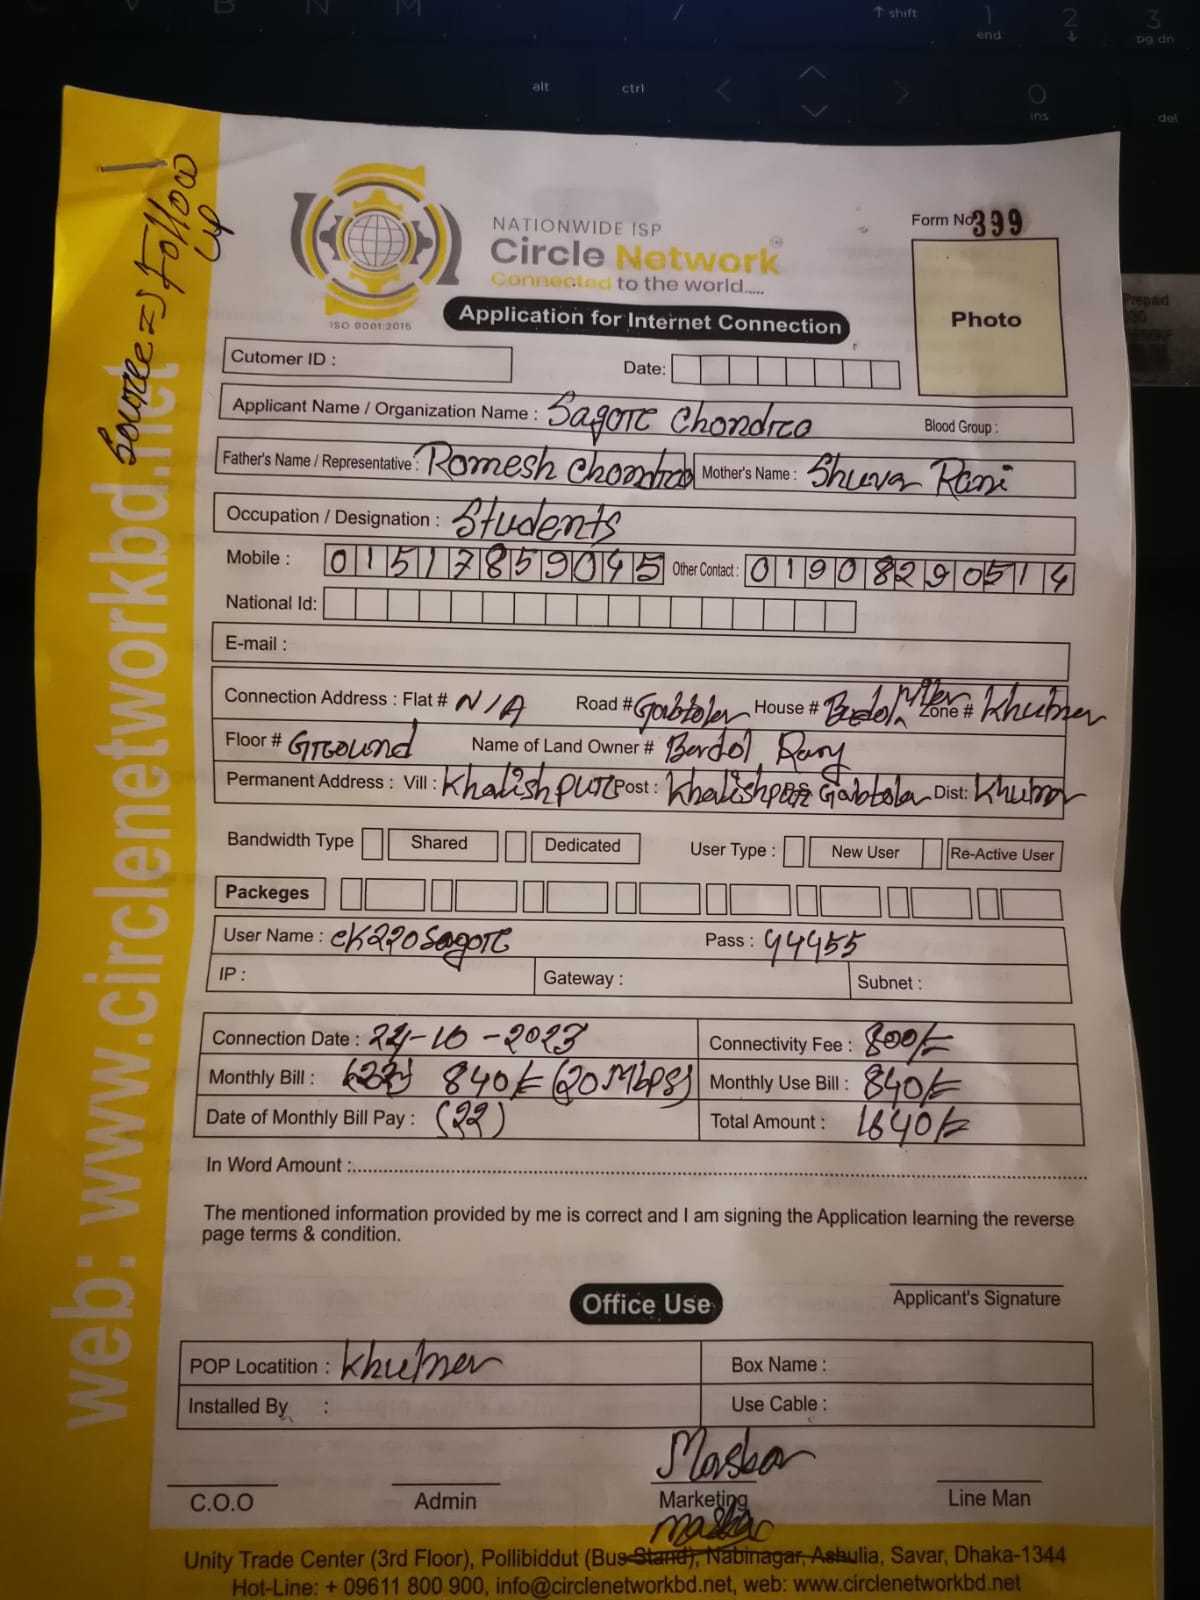 Source => Follow up
web: www.circlenetworkbd.net
NATIONWIDE ISP
Circle Network
Connected to the world.....
ISO 9001:2015
Form No 399
Photo
Application for Internet Connection
Cutomer ID :
Date:
Applicant Name / Organization Name : Sagore Chondra
Blood Group :
Father's Name / Representative : Romesh Chondra Mother's Name : Shuva Rani
Occupation / Designation : Students
Mobile : 01517859045 Other Contact : 01908290514
National Id:
E-mail :
Connection Address : Flat # N/A Road # Gabtola House # Zone # Khulna
Floor # Ground Name of Land Owner # Bardol Roy
Permanent Address : Vill : Khalishpur Post : Khalishpur P.S: Gabtola Dist: Khulna
Bandwidth Type Shared Dedicated User Type : New User Re-Active User
Packeges
User Name : CK220Sagore Pass : 44455
IP : Gateway : Subnet :
Connection Date : 22-10-2023 Connectivity Fee : 800/=
Monthly Bill : 840/= (20Mbps) Monthly Use Bill : 840/=
Date of Monthly Bill Pay : (22) Total Amount : 1640/=
In Word Amount :
The mentioned information provided by me is correct and I am signing the Application learning the reverse
page terms & condition.
Applicant's Signature
Office Use
POP Locatition : Khulna Box Name :
Installed By : Use Cable :
C.O.O Admin Marketing Line Man
Unity Trade Center (3rd Floor), Pollibiddut (Bus Stand), Nabinagar, Ashulia, Savar, Dhaka-1344
Hot-Line: + 09611 800 900, info@circlenetworkbd.net, web: www.circlenetworkbd.net